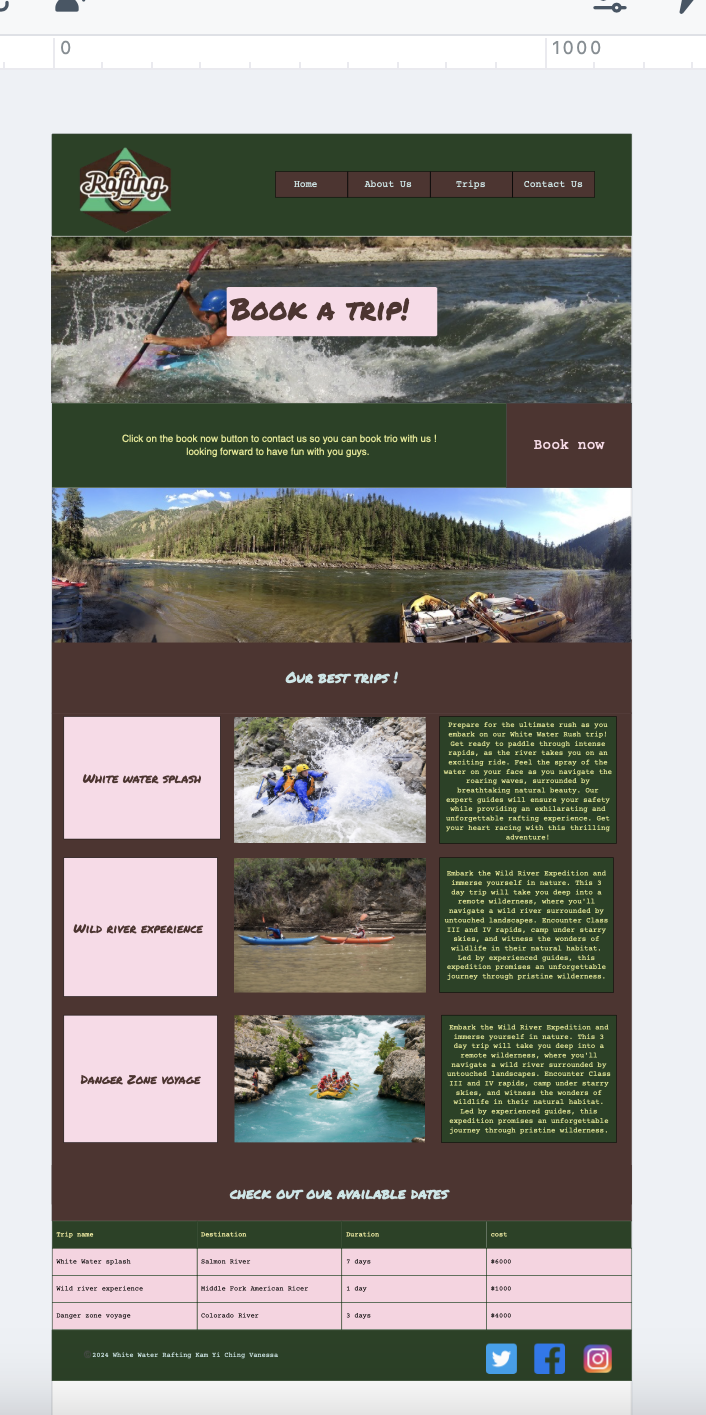 0
1000
Rafting
Home
About Us
Trips
Contact Us
Book a trip!
Click on the book now button to contact us so you can book trio with us !
looking forward to have fun with you guys.
Book now
Our best trips !
White water splash
Prepare for the ultimate rush as you
embark on our White Water Rush trip!
Get ready to paddle through intense
rapids, as the river takes you on an
exciting ride. Feel the spray of the
water on your face as you navigate the
roaring waves, surrounded by
breathtaking natural beauty. Our
expert guides will ensure your safety
while providing an exhilarating and
unforgettable rafting experience. Get
your heart racing with this thrilling
adventure!
Wild river experience
Embark the Wild River Expedition and
immerse yourself in nature. This 3
day trip will take you deep into a
remote wilderness, where you'll
navigate a wild river surrounded by
untouched landscapes. Encounter Class
III and IV rapids, camp under starry
skies, and witness the wonders of
wildlife in their natural habitat.
Led by experienced guides, this
expedition promises an unforgettable
journey through pristine wilderness.
Danger Zone voyage
Embark the Wild River Expedition and
immerse yourself in nature. This 3
day trip will take you deep into a
remote wilderness, where you'll
navigate a wild river surrounded by
untouched landscapes. Encounter Class
III and IV rapids, camp under starry
skies, and witness the wonders of
wildlife in their natural habitat.
Led by experienced guides, this
expedition promises an unforgettable
journey through pristine wilderness.
check out our available dates
Trip name
Destination
Duration
cost
White Water splash
Salmon River
7 days
$6000
Wild river experience
Middle Fork American Ricer
1 day
$1000
Danger zone voyage
Colorado River
3 days
$4000
©2024 White Water Rafting Kam Yi Ching Vanessa